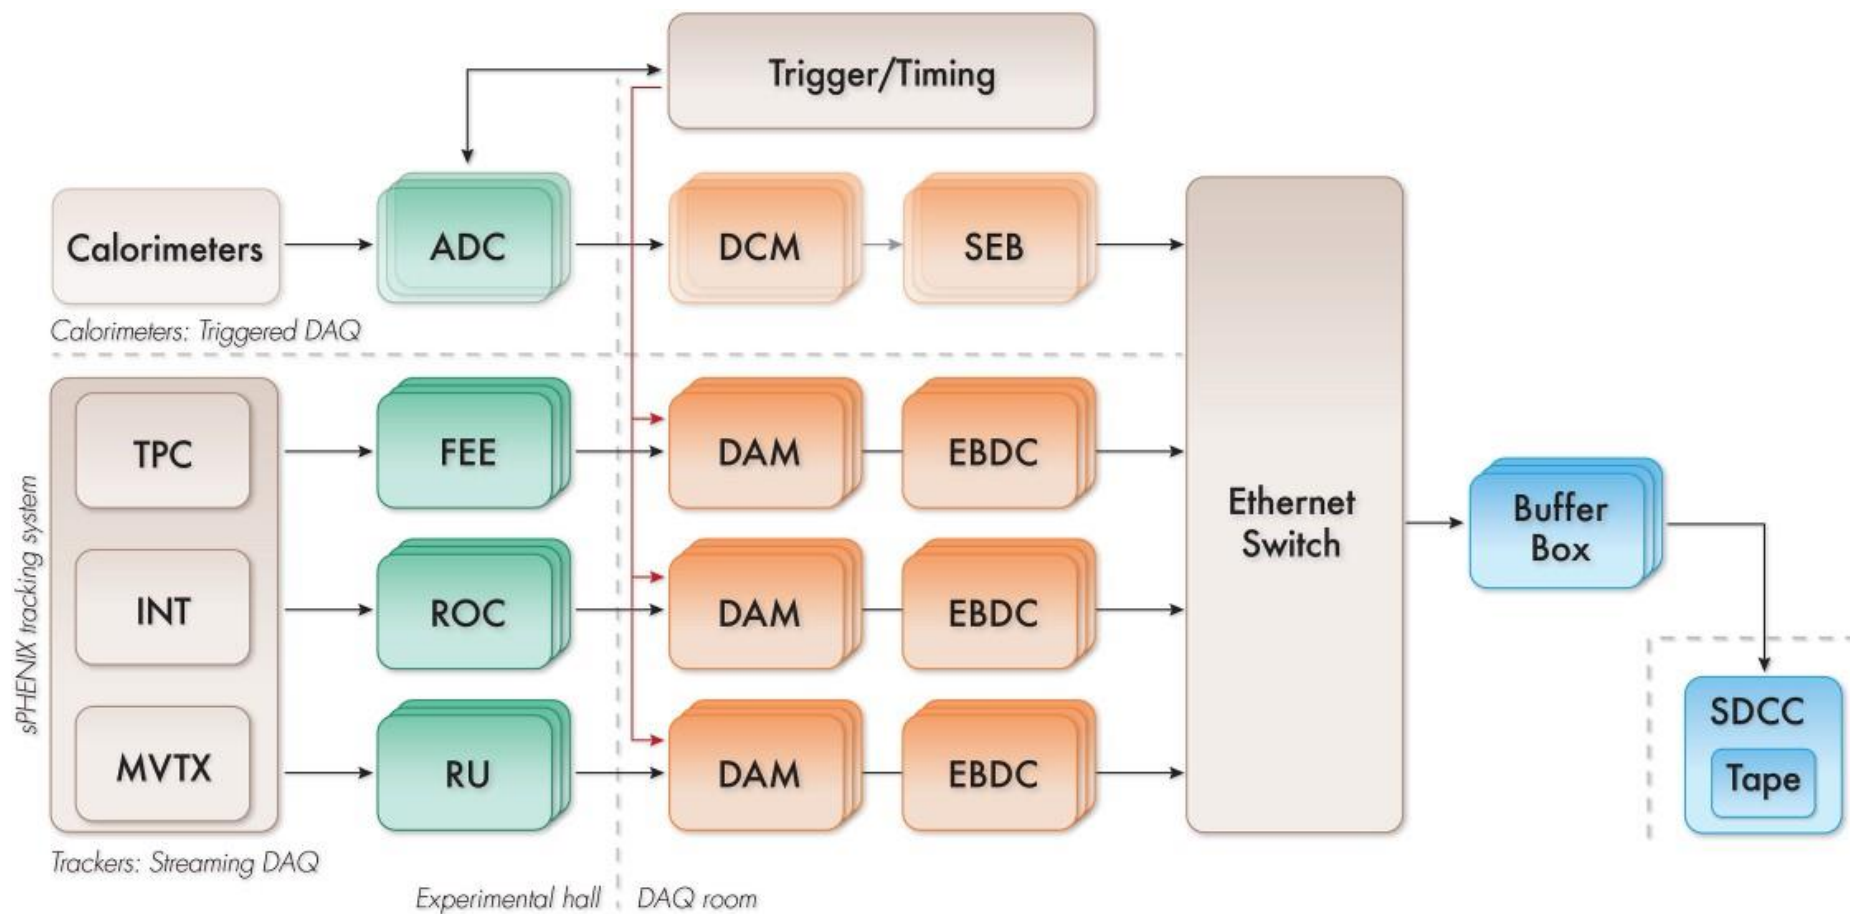 Trigger/Timing
Calorimeters
ADC
DCM
SEB
Calorimeters: Triggered DAQ
sPHENIX tracking system
TPC
FEE
DAM
EBDC
INT
ROC
DAM
EBDC
MVTX
RU
DAM
EBDC
Ethernet
Switch
Buffer
Box
SDCC
Tape
Trackers: Streaming DAQ
Experimental hall
DAQ room